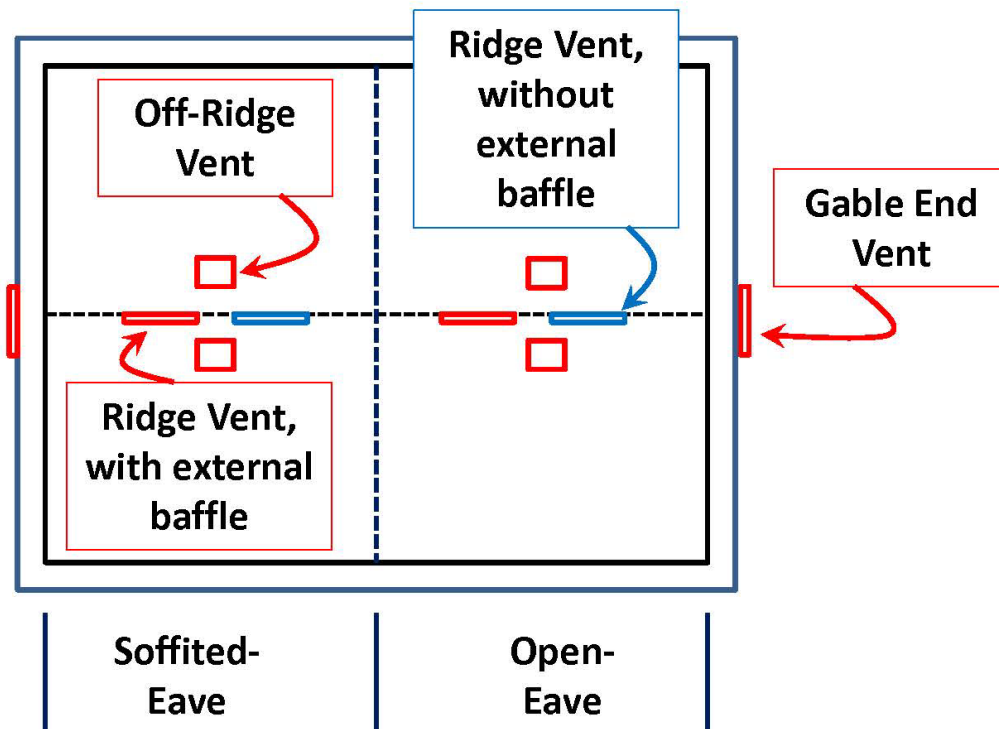 Off-Ridge
Vent
Ridge Vent,
without
external
baffle
Gable End
Vent
Ridge Vent,
with external
baffle
Soffited-
Eave
Open-
Eave